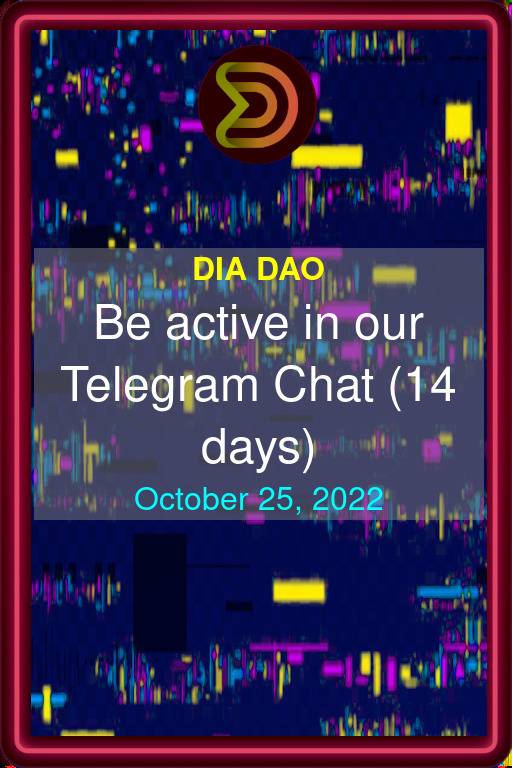 DIA DAO
Be active in our
Telegram Chat (14
days)
October 25, 2022